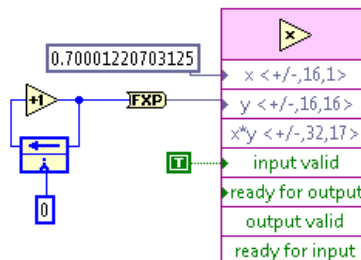 x
0.70001220703125
x <+/-,16,1>
+1
FXP
y <+/-,16,16>
x*y <+/-,32,17>
T
input valid
ready for output
0
output valid
ready for input